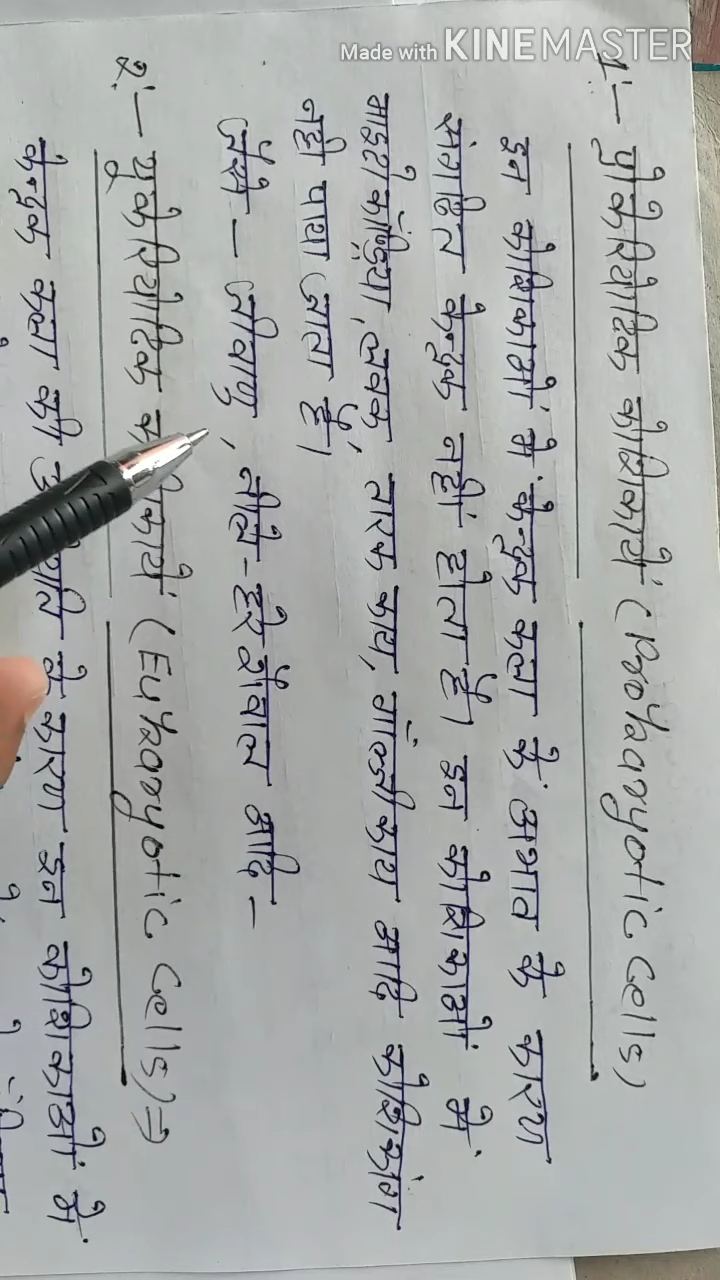 Made with KINEMASTER
1:- प्रोकैरियोटिक कोशिकायें (Prokaryotic Cells)
इन कोशिकाओं में केन्द्रक कला के अभाव के कारण
संगठित केन्द्रक नहीं होता है। इन कोशिकाओं में
माइटोकॉण्ड्रिया, लवक, तारक काय, गॉल्जीकाय आदि कोशिकांग
नही पाया जाता है।
जैसे - जीवाणु, नीले-हरे शैवाल आदि-
2:- यूकैरियोटिक कोशिकायें (Eukaryotic Cells) ⇒
केन्द्रक कला की के कारण इन कोशिकाओं में